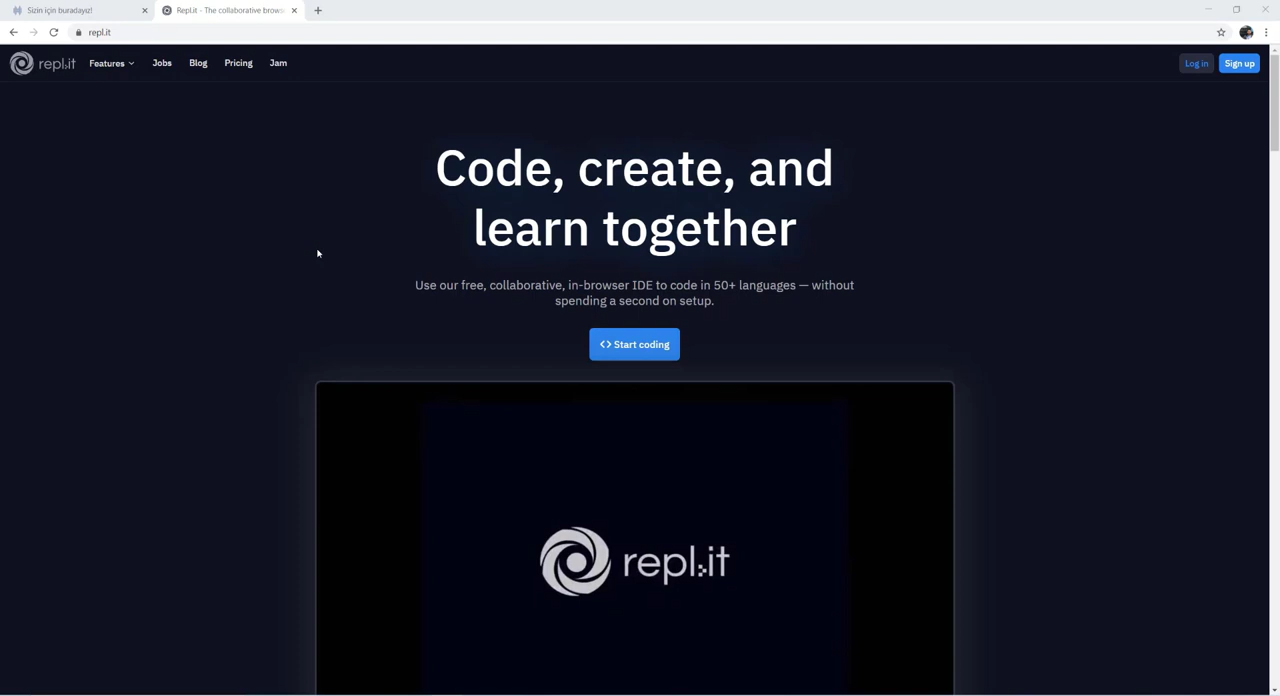 Sizin için buradayız!
Repl.it - The collaborative brows
repl.it
repl.it
Features
Jobs
Blog
Pricing
Jam
Log in
Sign up
Code, create, and
learn together
Use our free, collaborative, in-browser IDE to code in 50+ languages — without
spending a second on setup.
<> Start coding
repl.it